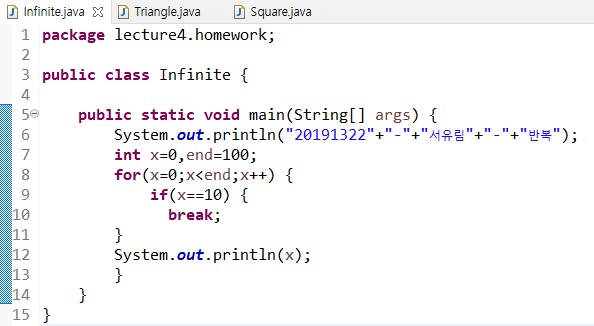 Infinite.java Triangle.java Square.java
1 package lecture4.homework;
2
3 public class Infinite {
4
5 public static void main(String[] args) {
6 System.out.println("20191322"+"-"+"서유림"+"-"+"반복");
7 int x=0,end=100;
8 for(x=0;x<end;x++) {
9 if(x==10) {
10 break;
11 }
12 System.out.println(x);
13 }
14 }
15 }